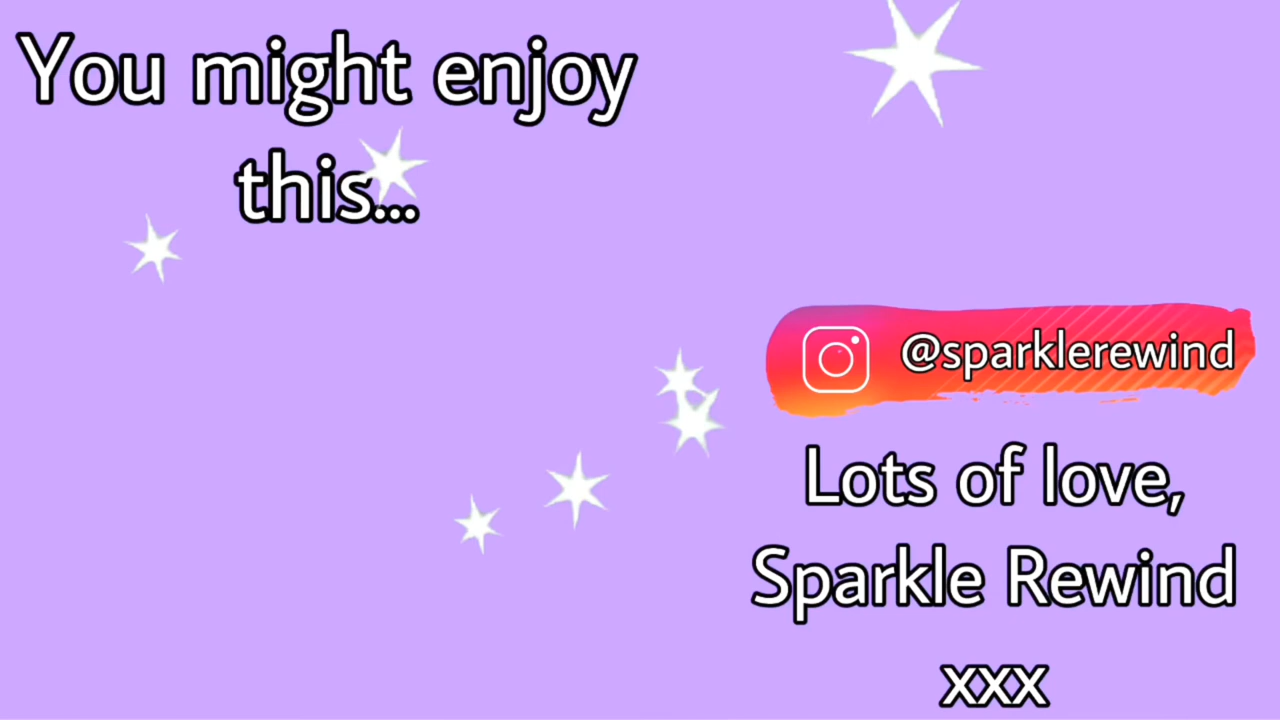 You might enjoy
this...
@sparklerewind
Lots of love,
Sparkle Rewind
xxx